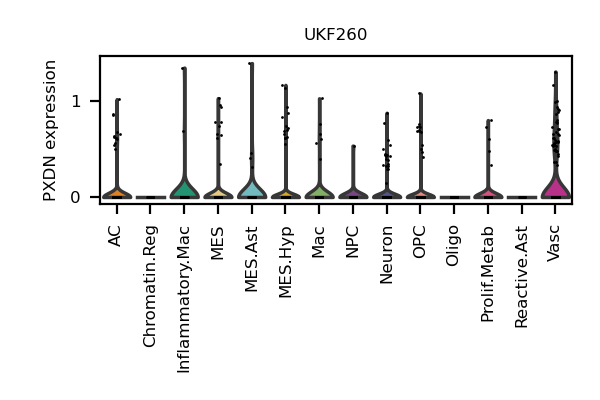 UKF260
PXDN expression
1
0
AC
Chromatin.Reg
Inflammatory.Mac
MES
MES.Ast
MES.Hyp
Mac
NPC
Neuron
OPC
Oligo
Prolif.Metab
Reactive.Ast
Vasc